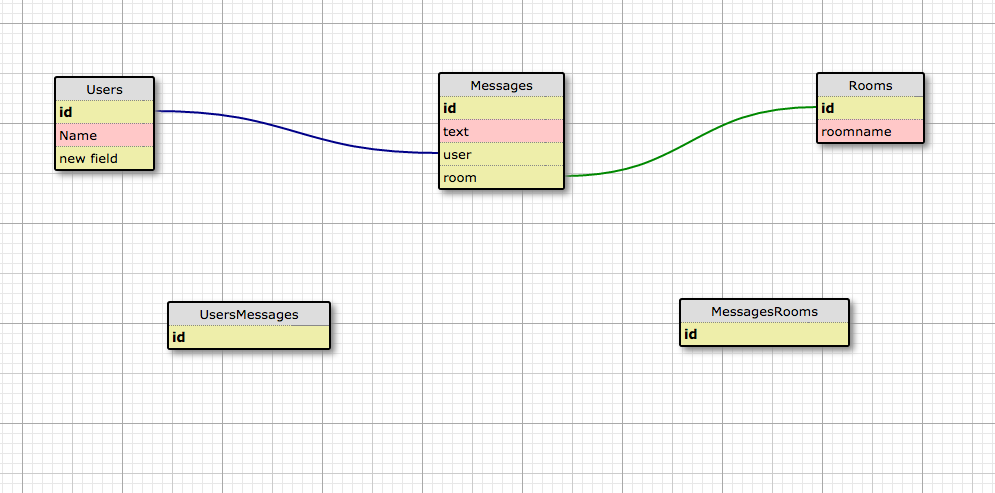 Users
id
Name
new field
Messages
id
text
user
room
Rooms
id
roomname
UsersMessages
id
MessagesRooms
id